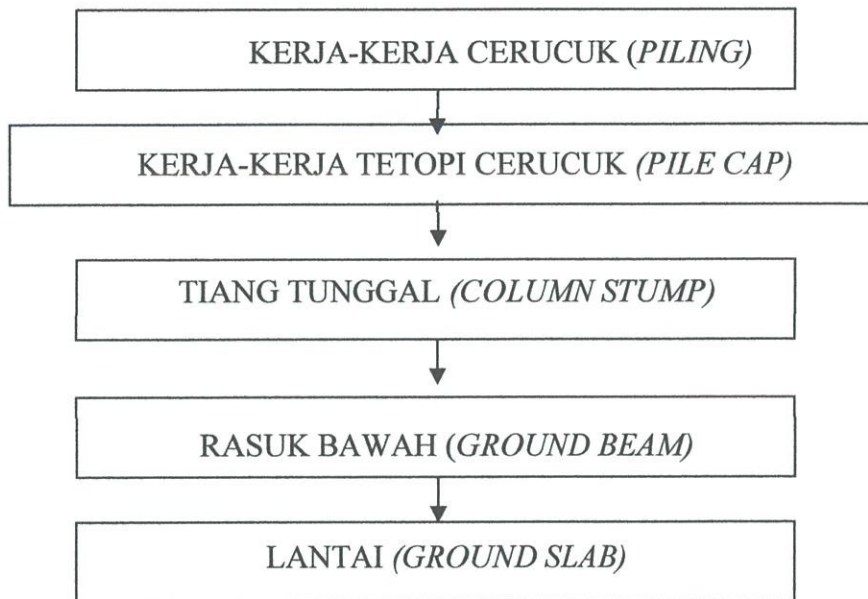 KERJA-KERJA CERUCUK (PILING)
KERJA-KERJA TETOPI CERUCUK (PILE CAP)
TIANG TUNGGAL (COLUMN STUMP)
RASUK BAWAH (GROUND BEAM)
LANTAI (GROUND SLAB)